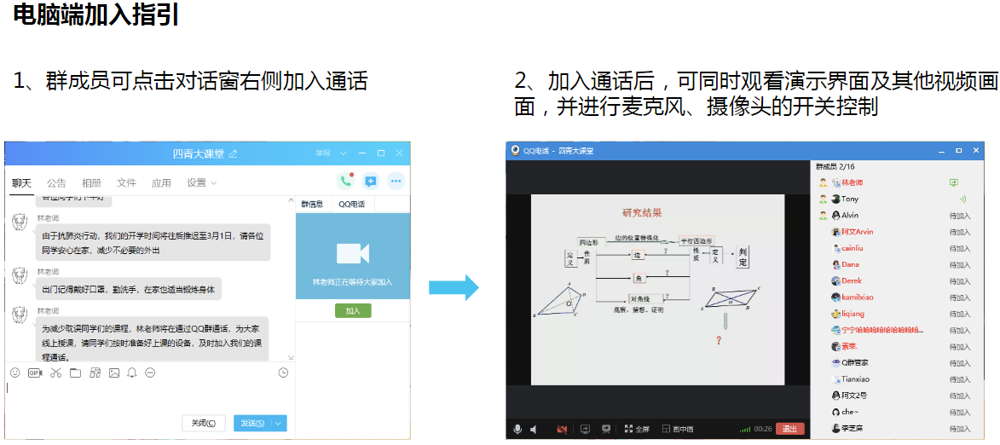 电脑端加入指引
1、群成员可点击对话窗右侧加入通话
2、加入通话后，可同时观看演示界面及其他视频画
面，并进行麦克风、摄像头的开关控制
四青大课堂
举报
聊天 公告 相册 文件 应用 设置
各位同学们下午好
林老师
由于抗肺炎行动，我们的开学时间将往后推迟至3月1日，请各位
同学安心在家，减少不必要的外出
林老师
出门记得戴好口罩，勤洗手，在家也适当锻炼身体
林老师
为减少耽误同学们的课程，林老师将在通过QQ群通话，为大家
线上授课，请同学们按时准备好上课的设备，及时加入我们的课
程通话。
GIF
关闭(C) 发送(S)
群信息 QQ电话
林老师正在等待大家加入
加入
QQ电话 - 四青大课堂
研究结果
四边形 边的位置特殊化 平行四边形
定义 性质 边 ? 性质 定义 判定
角 ?
对角线 ?
观察、猜想、证明
A
B
C
D
O
A
B
C
D
O
?
全屏 画中画 00:26 退出
群成员 2/16
林老师
Tony
Alvin 待加入
阿文Arvin 待加入
cainliu 待加入
Dana 待加入
Derek 待加入
kamilxiao 待加入
liqiang 待加入
宁宁哈哈哈哈哈哈哈哈哈... 待加入
素苹. 待加入
Q群管家 待加入
Tianxiao 待加入
阿文2号 待加入
che~ 待加入
李芝麻 待加入